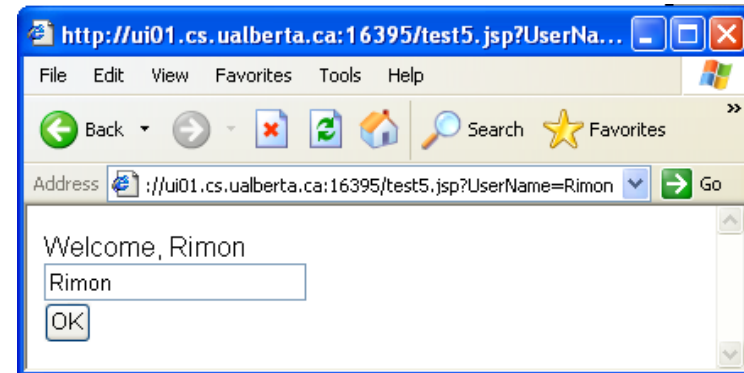 http://ui01.cs.ualberta.ca:16395/test5.jsp?UserNa...
File Edit View Favorites Tools Help
Back Search Favorites »
Address ://ui01.cs.ualberta.ca:16395/test5.jsp?UserName=Rimon Go
Welcome, Rimon
Rimon
OK